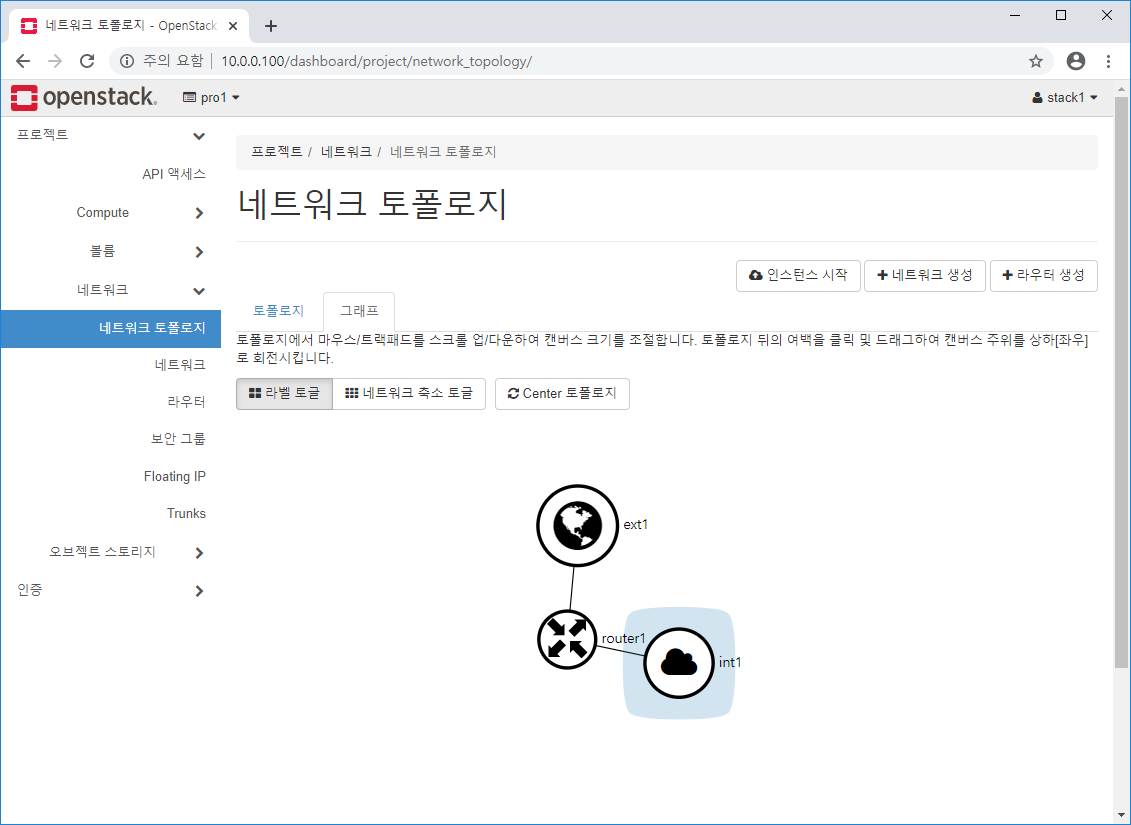 네트워크 토폴로지 - OpenStack
주의 요함 | 10.0.0.100/dashboard/project/network_topology/
openstack.
pro1
stack1
프로젝트
API 액세스
Compute
볼륨
네트워크
네트워크 토폴로지
네트워크
라우터
보안 그룹
Floating IP
Trunks
오브젝트 스토리지
인증
프로젝트 / 네트워크 / 네트워크 토폴로지
네트워크 토폴로지
인스턴스 시작
네트워크 생성
라우터 생성
토폴로지
그래프
토폴로지에서 마우스/트랙패드를 스크롤 업/다운하여 캔버스 크기를 조절합니다. 토폴로지 뒤의 여백을 클릭 및 드래그하여 캔버스 주위를 상하[좌우]
로 회전시킵니다.
라벨 토글
네트워크 축소 토글
Center 토폴로지
ext1
router1
int1